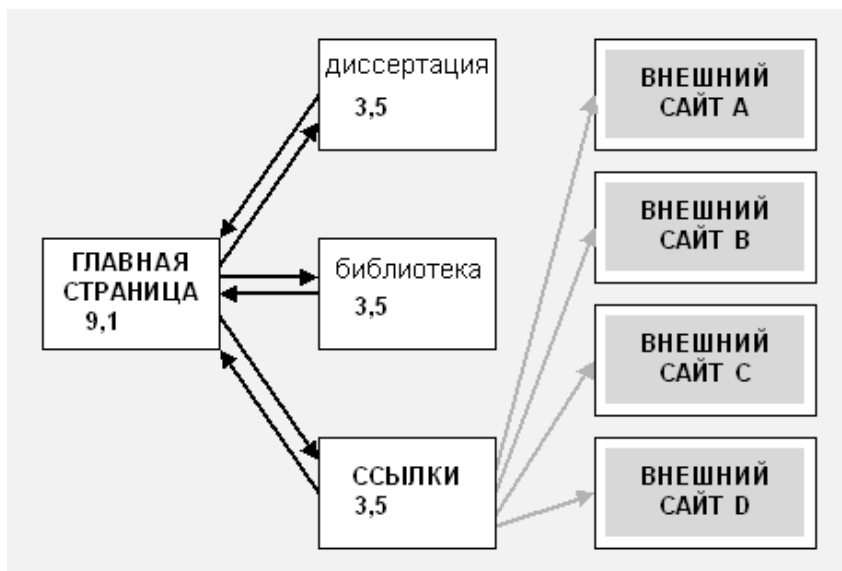 диссертация
3,5
ГЛАВНАЯ
СТРАНИЦА
9,1
библиотека
3,5
ССЫЛКИ
3,5
ВНЕШНИЙ
САЙТ A
ВНЕШНИЙ
САЙТ B
ВНЕШНИЙ
САЙТ C
ВНЕШНИЙ
САЙТ D